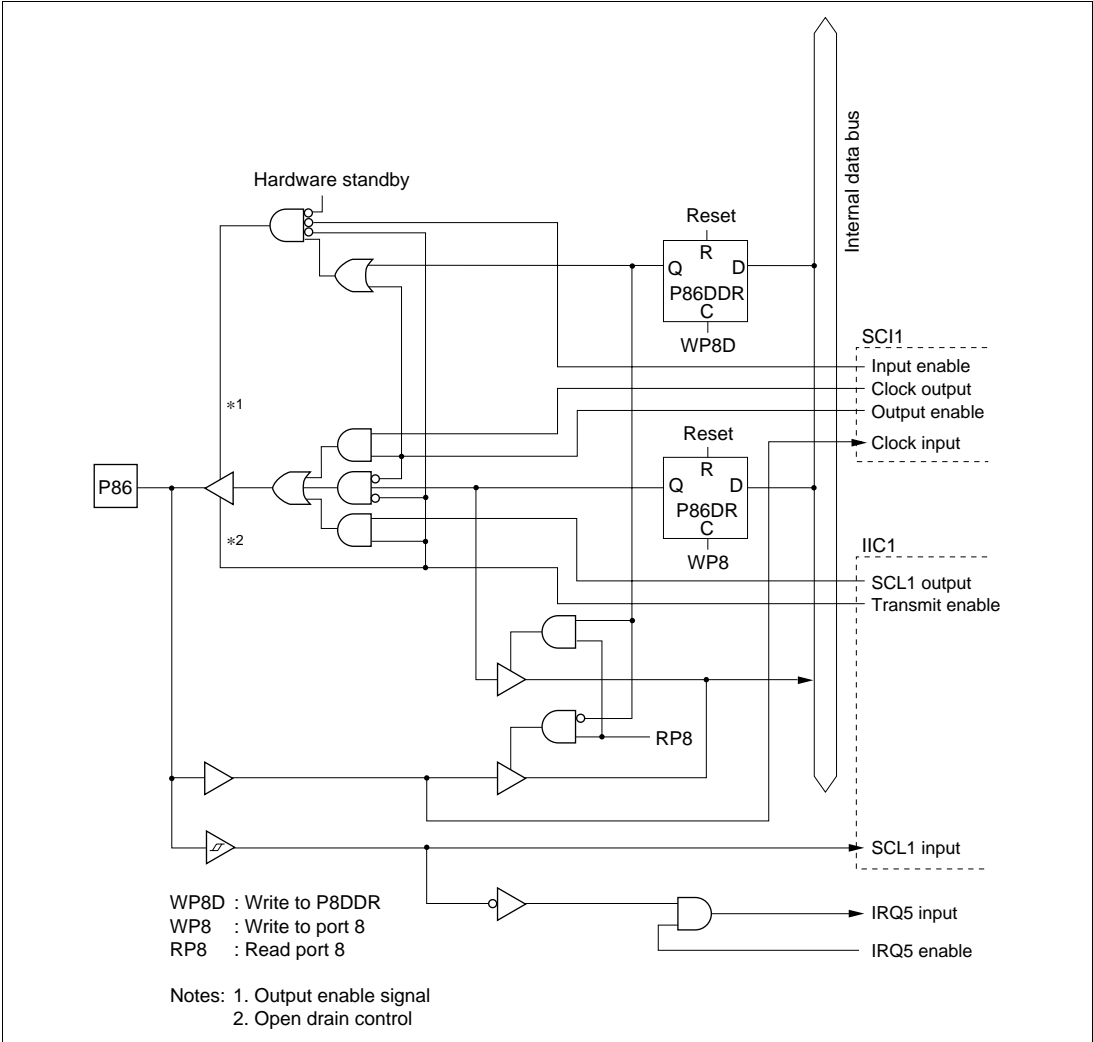 Internal data bus
Hardware standby
Reset
R
Q D
P86DDR
C
WP8D
SCI1
Input enable
Clock output
Output enable
Clock input
*1
Reset
R
Q D
P86DR
C
WP8
P86
*2
IIC1
SCL1 output
Transmit enable
RP8
SCL1 input
IRQ5 input
IRQ5 enable
WP8D : Write to P8DDR
WP8 : Write to port 8
RP8 : Read port 8
Notes: 1. Output enable signal
2. Open drain control